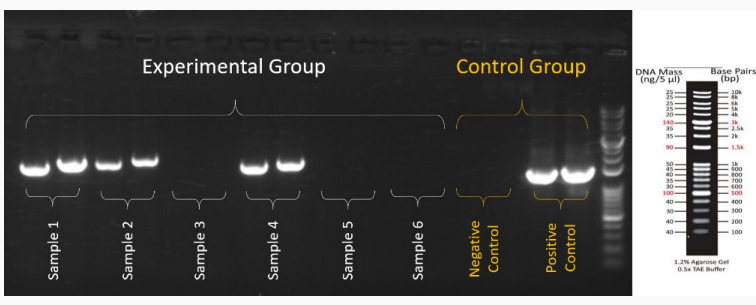 Experimental Group
Control Group
Sample 1
Sample 2
Sample 3
Sample 4
Sample 5
Sample 6
Negative
Control
Positive
Control
DNA Mass
(ng/5 µl)
Base Pairs
(bp)
25 10k
25 8k
25 6k
25 5k
20 4k
140 3k
35 2.5k
35 2k
90 1.5k
50 1k
45 900
40 800
35 700
30 600
100 500
40 400
30 300
40 200
40 100
1.2% Agarose Gel
0.5x TAE Buffer